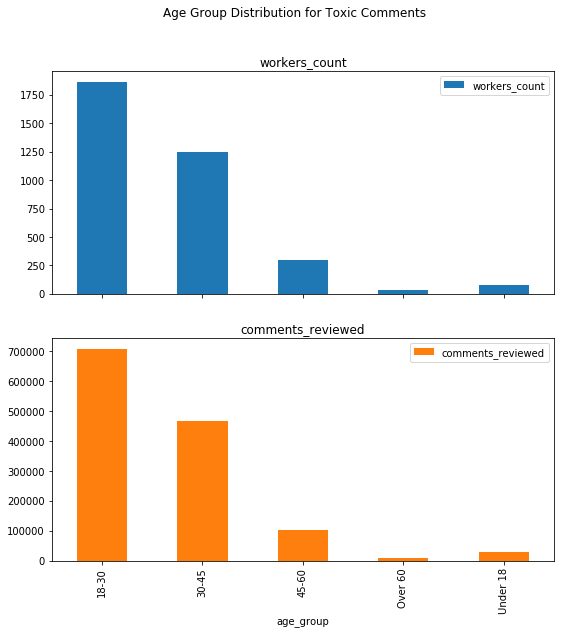 Age Group Distribution for Toxic Comments
workers_count
workers_count
1750
1500
1250
1000
750
500
250
0
comments_reviewed
comments_reviewed
700000
600000
500000
400000
300000
200000
100000
0
18-30
30-45
45-60
Over 60
Under 18
age_group